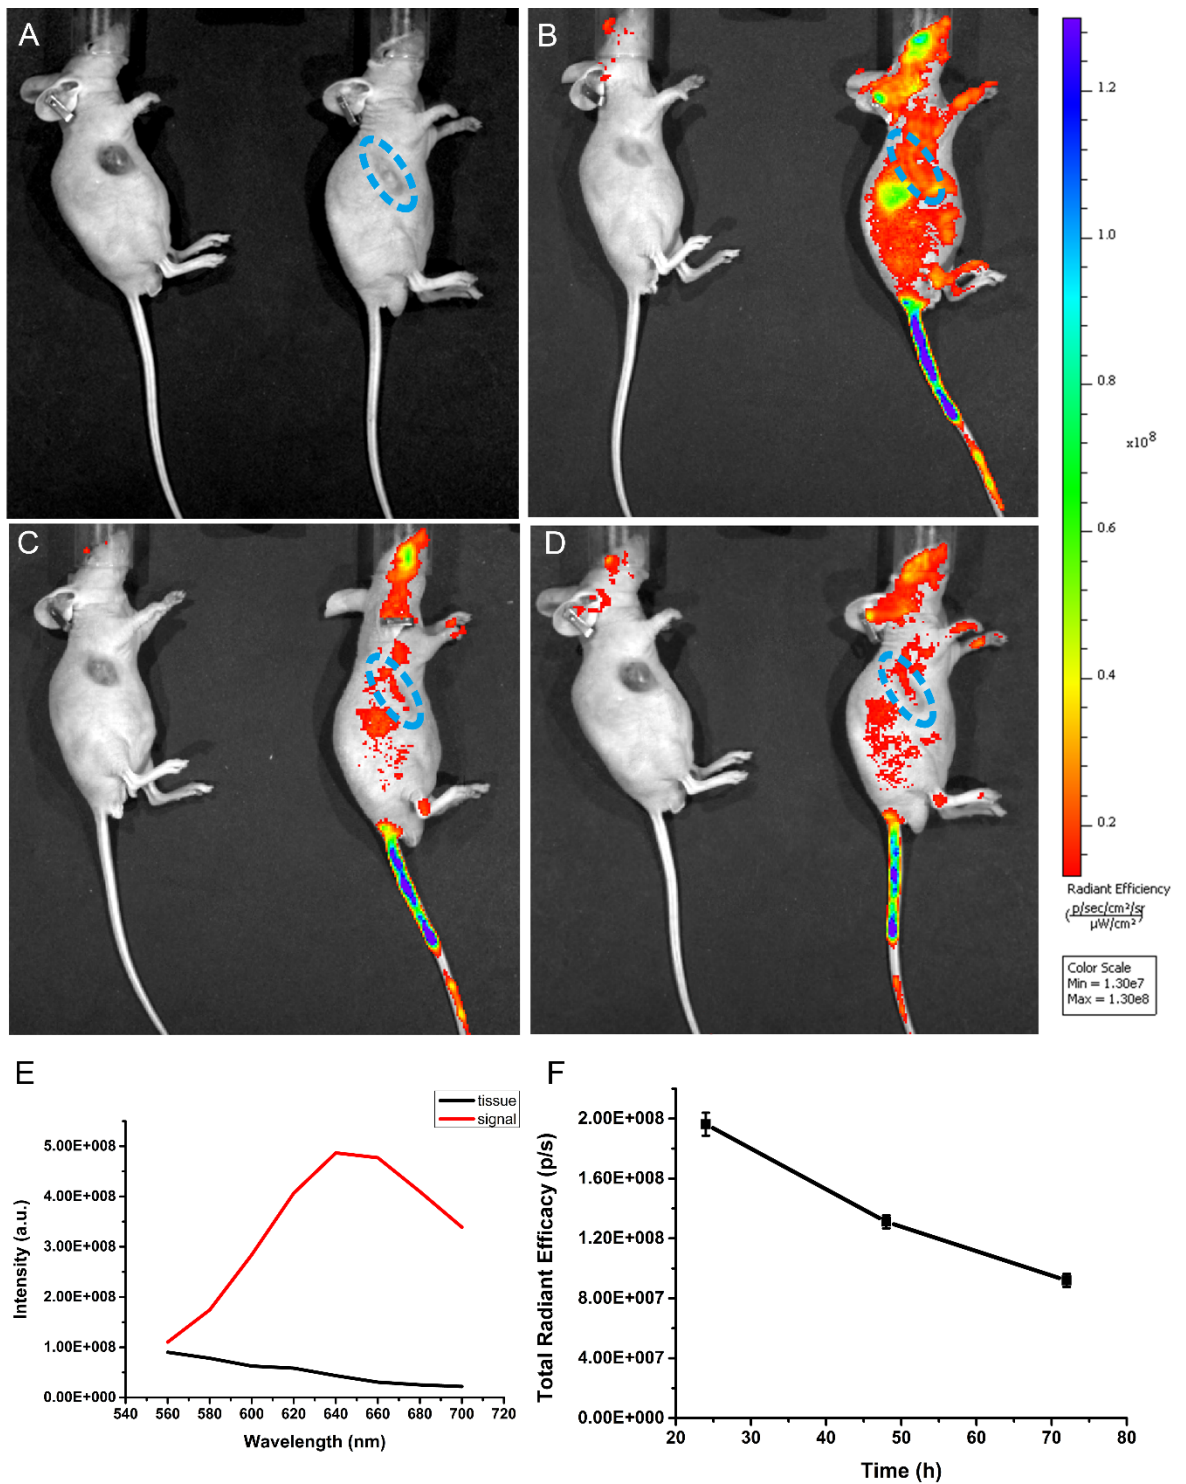 A
B
1.2
1.0
0.8
x10⁸
0.6
0.4
0.2
C
D
Radiant Efficiency
(p/sec/cm²/sr
µW/cm²)
Color Scale
Min = 1.30e7
Max = 1.30e8
E
tissue
signal
Intensity (a.u.)
5.00E+008
4.00E+008
3.00E+008
2.00E+008
1.00E+008
0.00E+000
540 560 580 600 620 640 660 680 700 720
Wavelength (nm)
F
Total Radiant Efficacy (p/s)
2.00E+008
1.60E+008
1.20E+008
8.00E+007
4.00E+007
0.00E+000
20 30 40 50 60 70 80
Time (h)